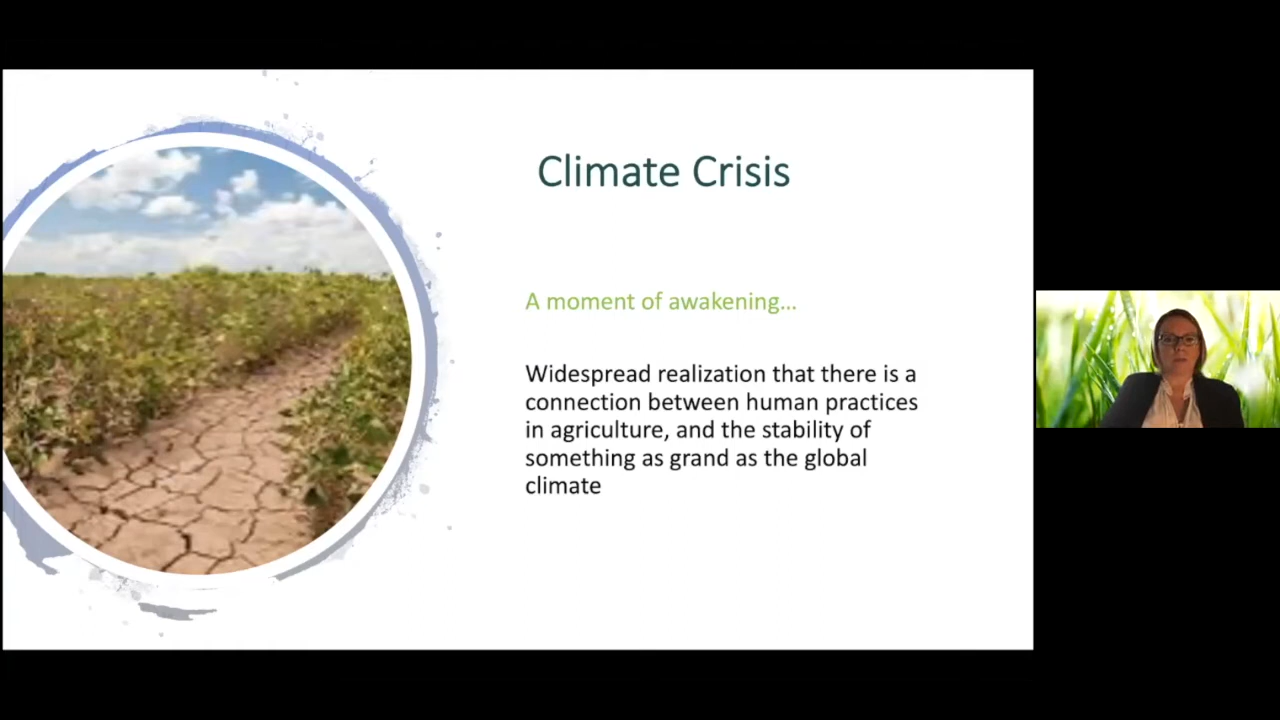 Climate Crisis
A moment of awakening...
Widespread realization that there is a
connection between human practices
in agriculture, and the stability of
something as grand as the global
climate